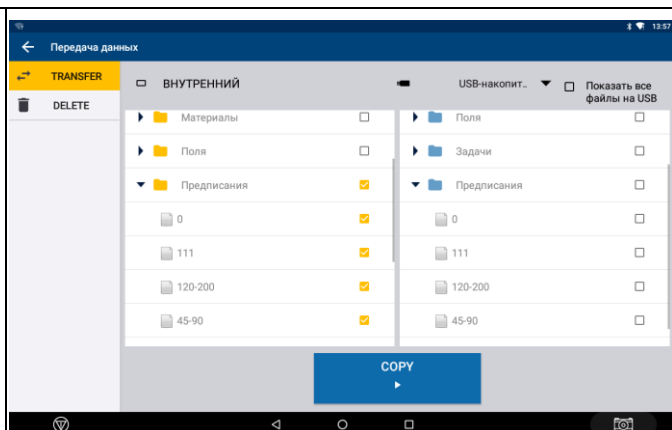 13:57
Передача данных
TRANSFER
DELETE
ВНУТРЕННИЙ
USB-накопит..
Показать все
файлы на USB
Материалы
Поля
Поля
Задачи
Предписания
Предписания
0
0
111
111
120-200
120-200
45-90
45-90
COPY